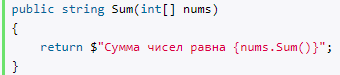 public string Sum(int[] nums)
{
    return $"Сумма чисел равна {nums.Sum()}";
}